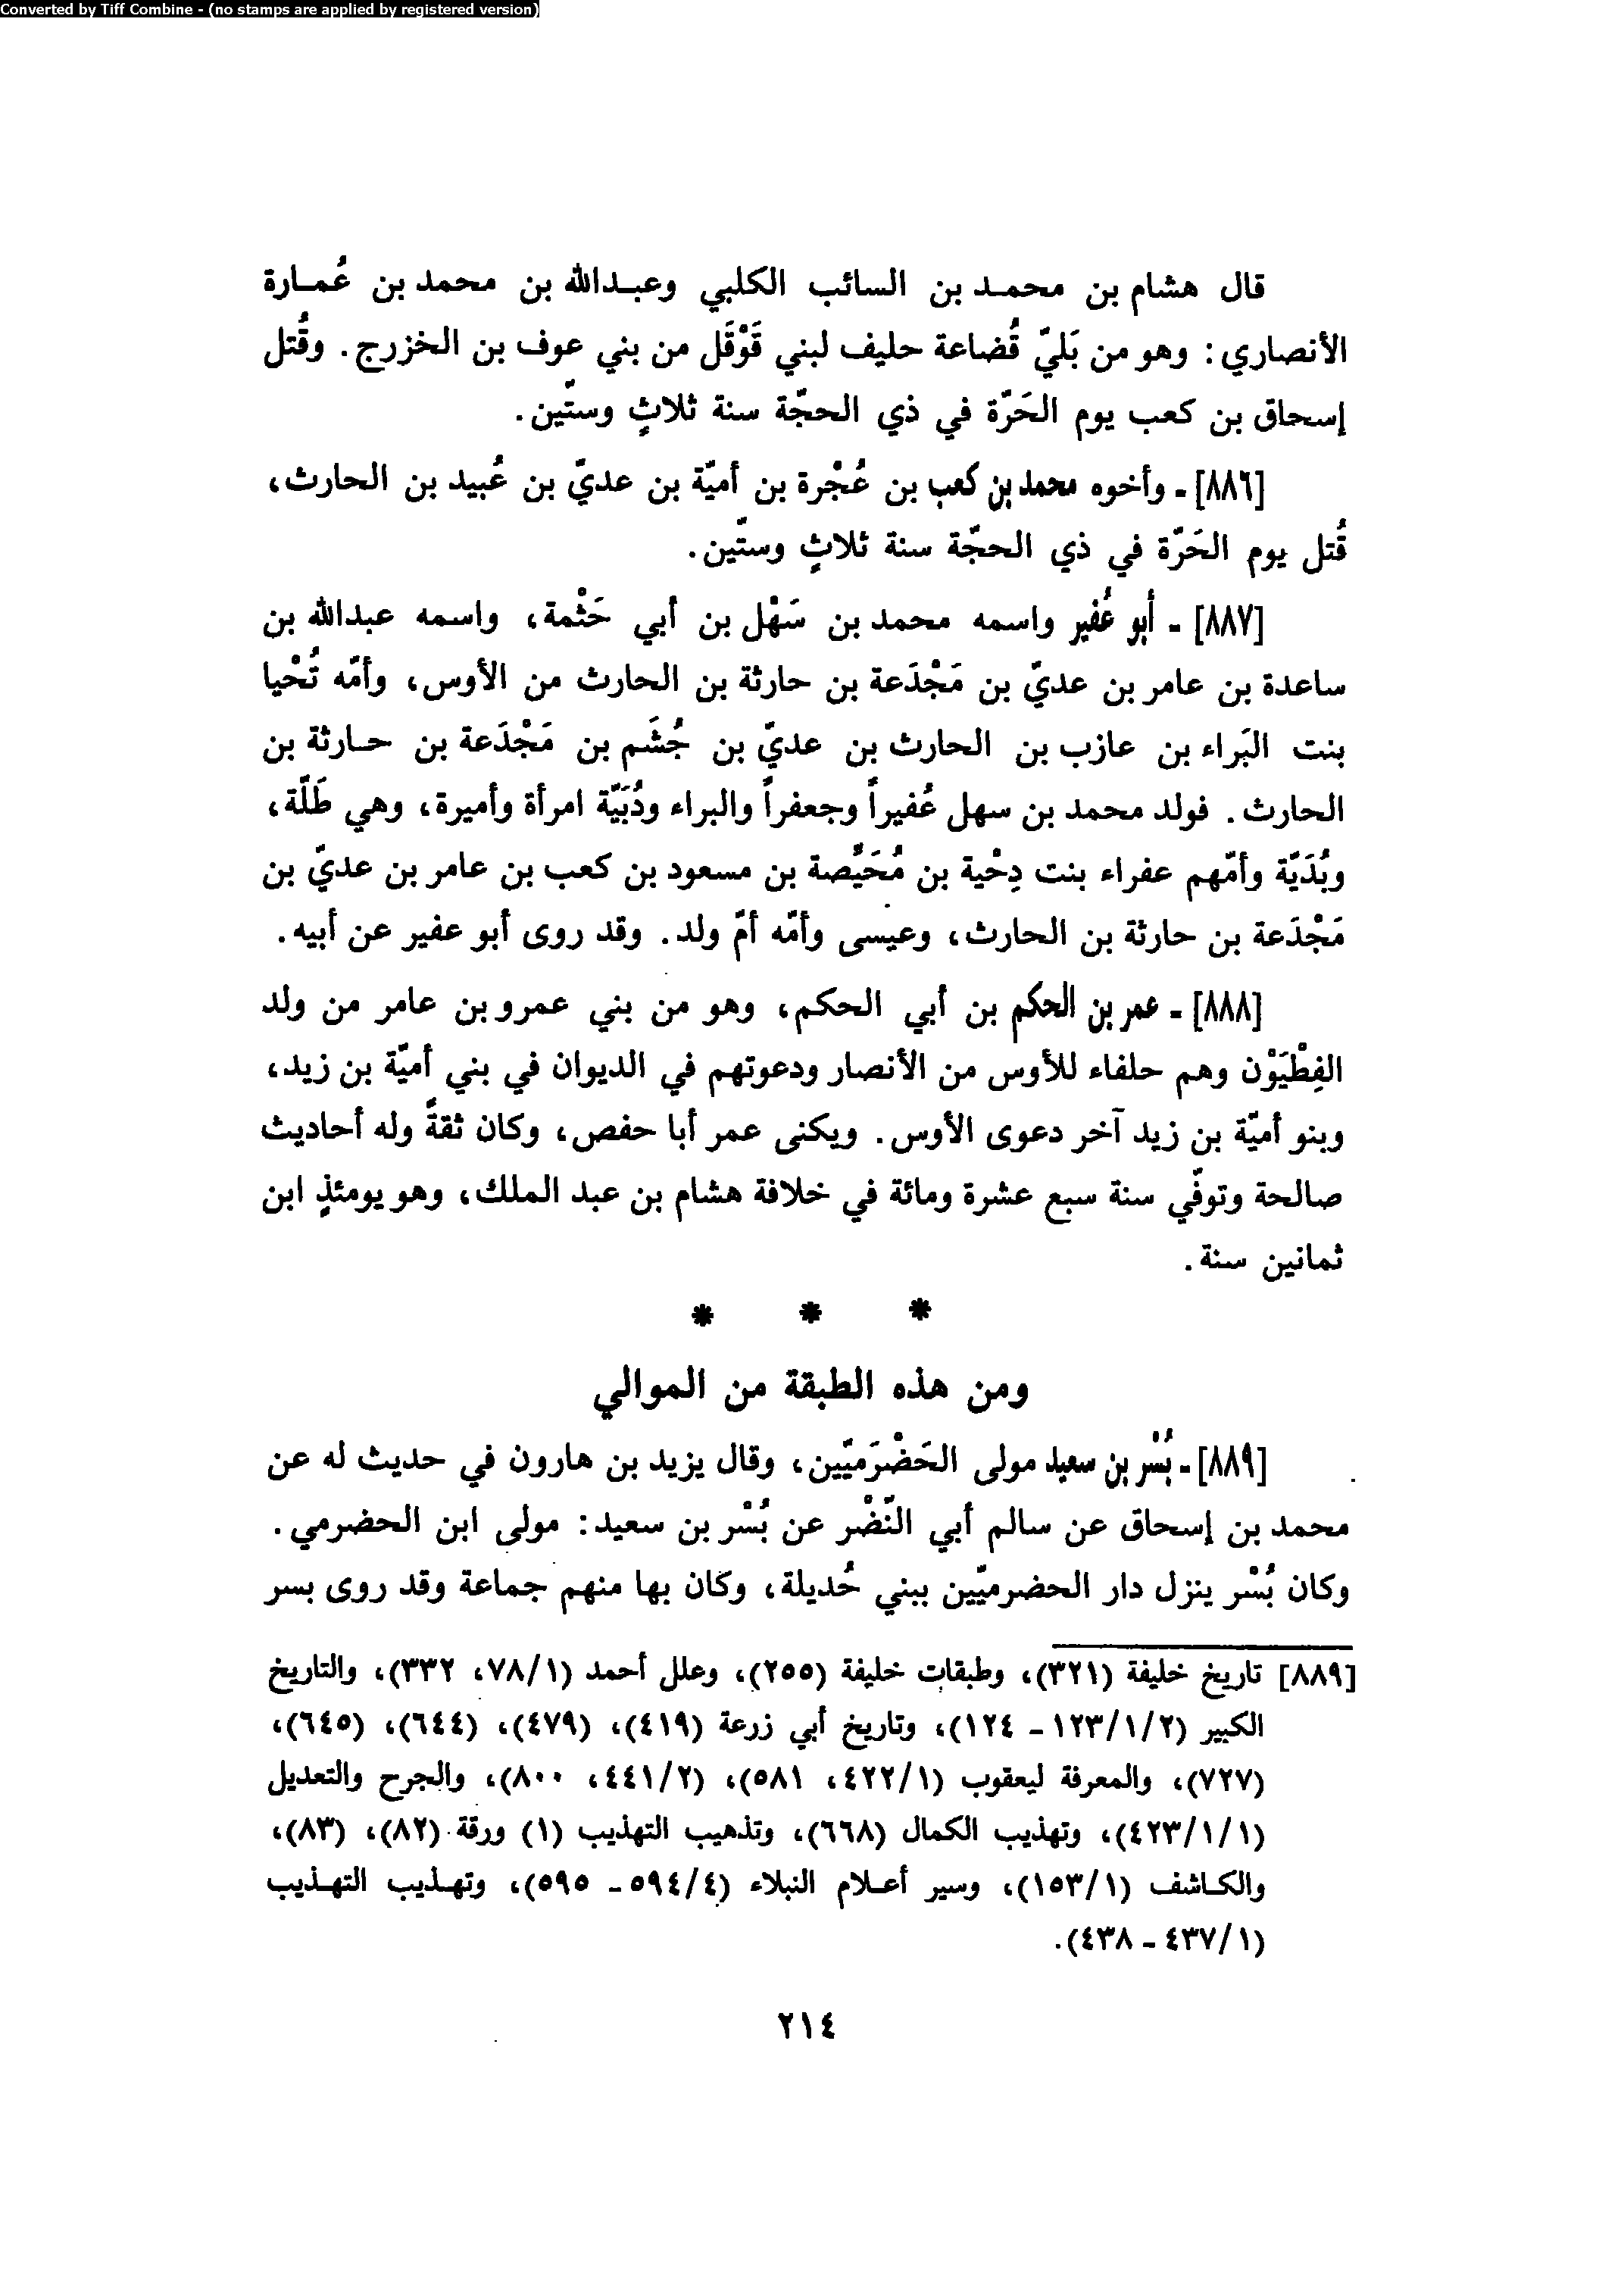 Converted by Tiff Combine - (no stamps are applied by registered version)
قال هشام بن محمـد بن السائب الكلبي وعبـدالله بن محمد بن عُمـارة
الأنصاري: وهو من بَليّ قُضاعة حليف لبني قَوْقَل من بني عوف بن الخزرج. وقُتل
إسحاق بن كعب يوم الحَرّة في ذي الحجّة سنة ثلاثٍ وستّين.
[٨٨٦] - وأخوه محمد بن كعب بن عُجْرة بن أميّة بن عديّ بن عُبيد بن الحارث،
قُتل يوم الحَرّة في ذي الحجّة سنة ثلاثٍ وستّين.
[٨٨٧] - أبو عُفير واسمه محمد بن سَهْل بن أبي حَثْمة، واسمه عبدالله بن
ساعدة بن عامر بن عديّ بن مَجْدَعة بن حارثة بن الحارث من الأوس، وأمّه تُحْيا
بنت البَراء بن عازب بن الحارث بن عديّ بن جُشَم بن مَجْدَعة بن حـارثة بن
الحارث. فولد محمد بن سهل عُفيراً وجعفراً والبراء ودُبَيّة امرأة وأميرة، وهي طَلّة،
وبُدَيّة وأمّهم عفراء بنت دِحْية بن مُحَيِّصة بن مسعود بن كعب بن عامر بن عديّ بن
مَجْدَعة بن حارثة بن الحارث، وعيسى وأمّه أمّ ولد. وقد روى أبو عفير عن أبيه.
[٨٨٨] - عمر بن الحكم بن أبي الحكم، وهو من بني عمرو بن عامر من ولد
الفِطْيَوْن وهم حلفاء للأوس من الأنصار ودعوتهم في الديوان في بني أميّة بن زيد،
وبنو أميّة بن زيد آخر دعوى الأوس. ويكنى عمر أبا حفص، وكان ثقةً وله أحاديث
صالحة وتوفّي سنة سبع عشرة ومائة في خلافة هشام بن عبد الملك، وهو يومئذٍ ابن
ثمانين سنة.
* * *
ومن هذه الطبقة من الموالي
[٨٨٩] - بُسْر بن سعيد مولى الحَضْرَميّين، وقال يزيد بن هارون في حديث له عن
محمد بن إسحاق عن سالم أبي النّضْر عن بُسْر بن سعيد: مولى ابن الحضرمي.
وكان بُسْر ينزل دار الحضرميّين ببني حُديلة، وكان بها منهم جماعة وقد روى بسر
[٨٨٩] تاريخ خليفة (٣٢١)، وطبقات خليفة (٢٥٥)، وعلل أحمد (٧٨/١، ٣٣٢)، والتاريخ
الكبير (١٢٣/١/٢ - ١٢٤)، وتاريخ أبي زرعة (٤١٩)، (٤٧٩)، (٦٤٤)، (٦٤٥)،
(٧٢٧)، والمعرفة ليعقوب (٤٢٢/١، ٥٨١)، (٤٤١/٢، ٨٠٠)، والجرح والتعديل
(٤٢٣/١/١)، وتهذيب الكمال (٦٦٨)، وتذهيب التهذيب (١) ورقة (٨٢)، (٨٣)،
والكـاشف (١٥٣/١)، وسير أعـلام النبلاء (٥٩٤/٤ - ٥٩٥)، وتهـذيب التهـذيب
(٤٣٧/١ - ٤٣٨).
٢١٤